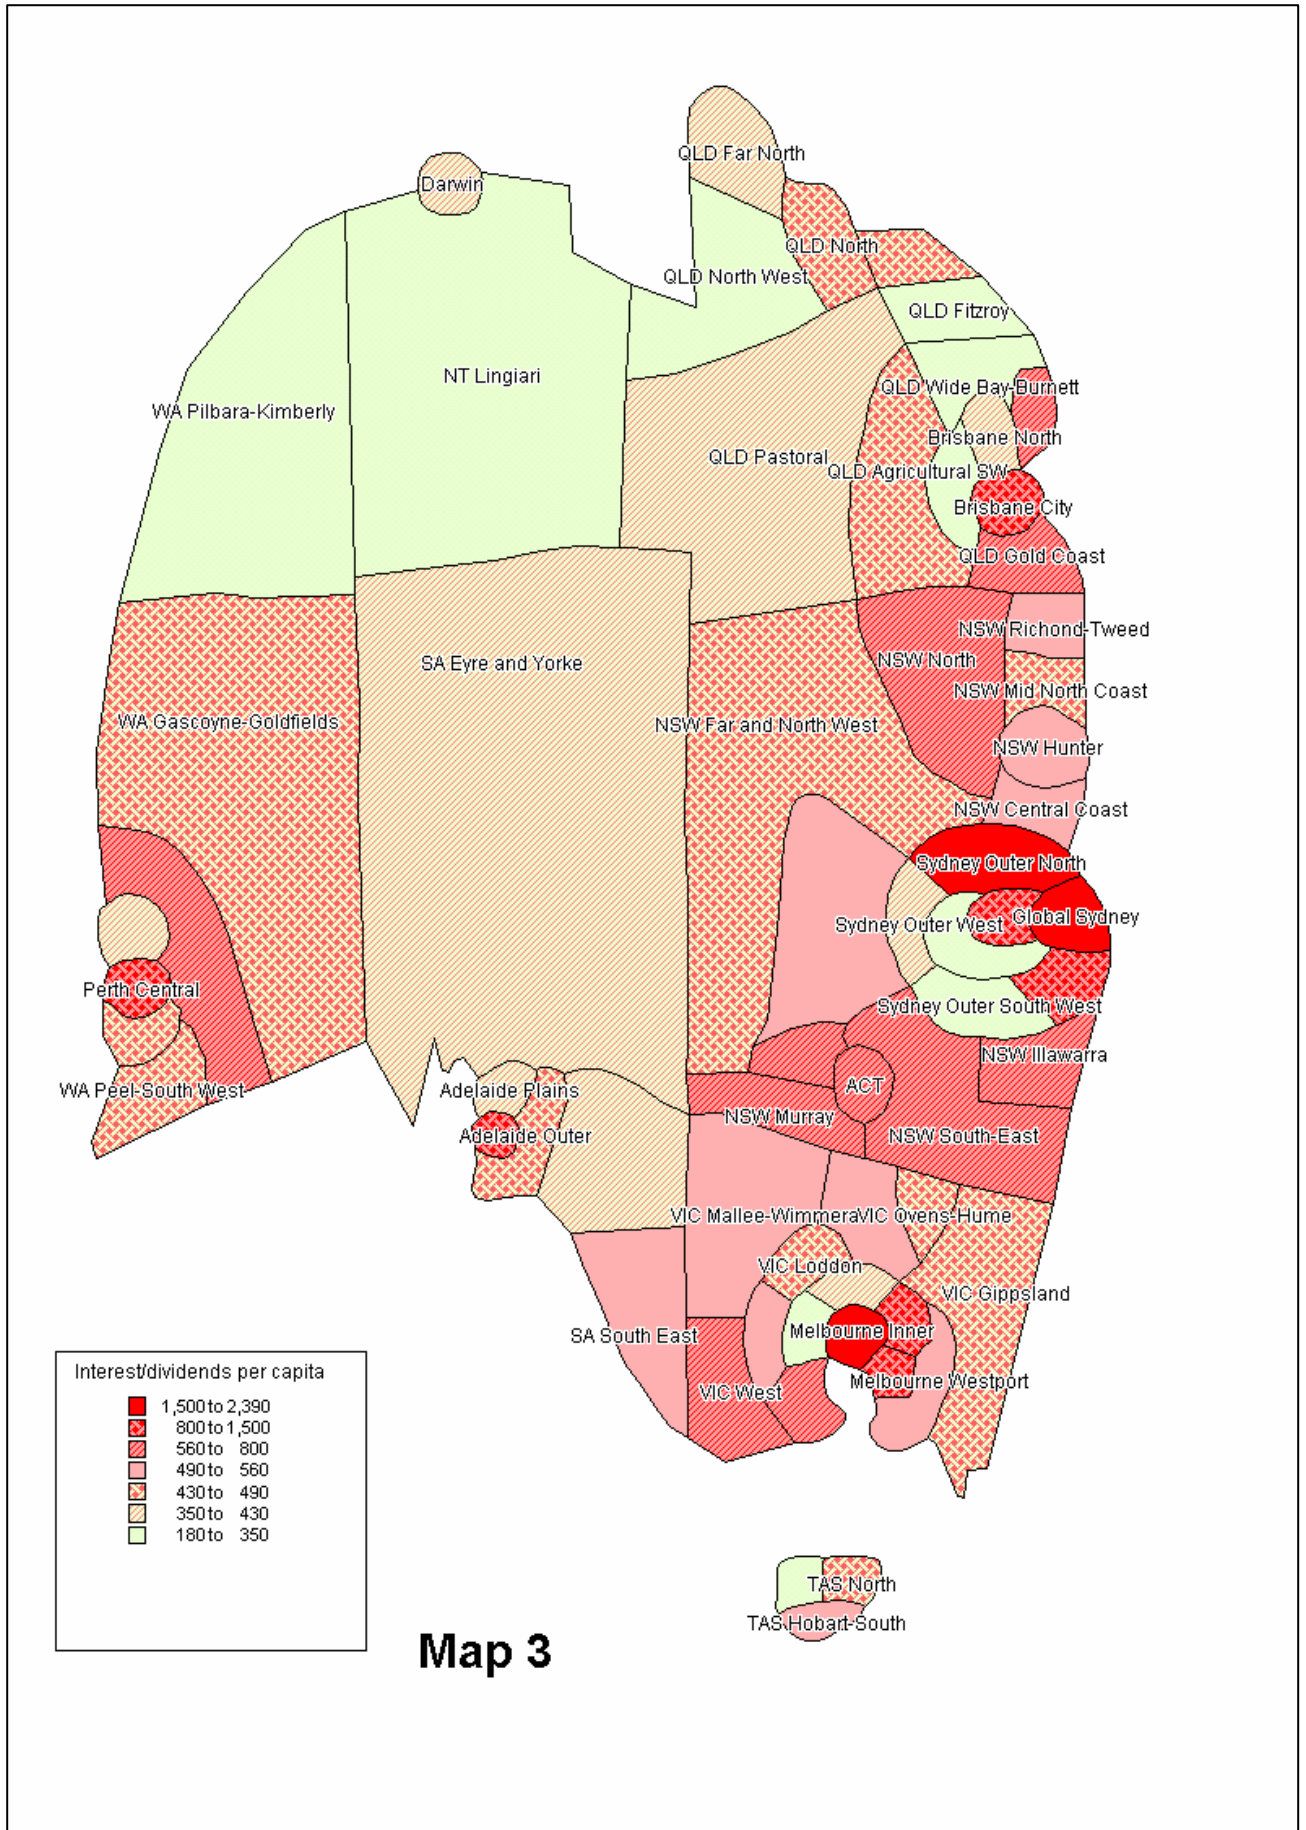 QLD Far North
Darwin
QLD North
QLD North West
QLD Fitzroy
NT Lingiari
QLD Wide Bay-Burnett
WA Pilbara-Kimberly
Brisbane North
QLD Pastoral
QLD Agricultural SW
Brisbane City
QLD Gold Coast
NSW Richond-Tweed
SA Eyre and Yorke
NSW North
NSW Mid North Coast
WA Gascoyne-Goldfields
NSW Far and North West
NSW Hunter
NSW Central Coast
Sydney Outer North
Global Sydney
Sydney Outer West
Perth Central
Sydney Outer South West
NSW Illawarra
WA Peel-South West
Adelaide Plains
ACT
NSW Murray
Adelaide Outer
NSW South-East
VIC Mallee-Wimmera
VIC Ovens-Hume
VIC Loddon
VIC Gippsland
Melbourne Inner
SA South East
Melbourne Westport
VIC West
Interest/dividends per capita
1,500 to 2,390
800 to 1,500
560 to 800
490 to 560
430 to 490
350 to 430
180 to 350
TAS North
TAS Hobart-South
Map 3